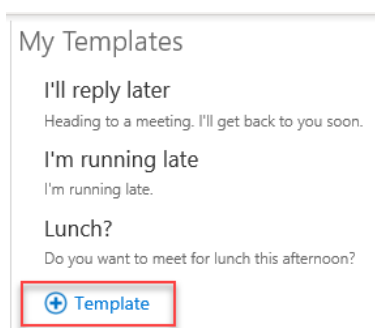 My Templates
I'll reply later
Heading to a meeting. I'll get back to you soon.
I'm running late
I'm running late.
Lunch?
Do you want to meet for lunch this afternoon?
Template